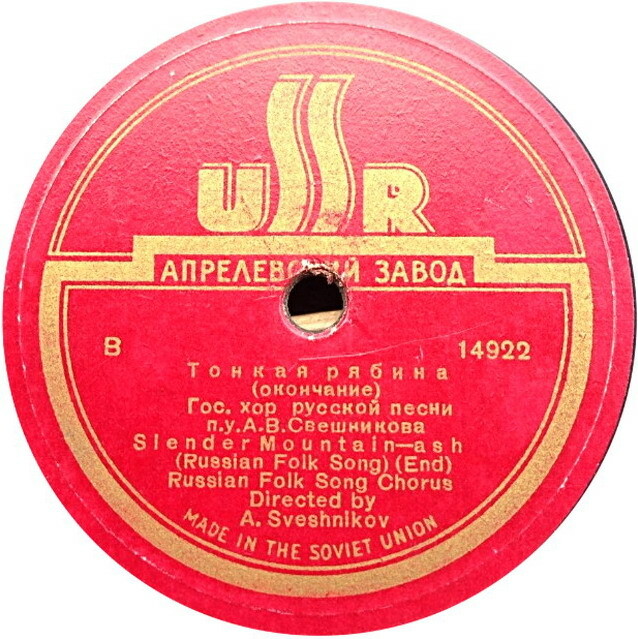 USSR
АПРЕЛЕВСКИЙ ЗАВОД
В 14922
Тонкая рябина
(окончание)
Гос. хор русской песни
п.у.А.В.Свешникова
Slender Mountain—ash
(Russian Folk Song) (End)
Russian Folk Song Chorus
Directed by
A. Sveshnikov
MADE IN THE SOVIET UNION